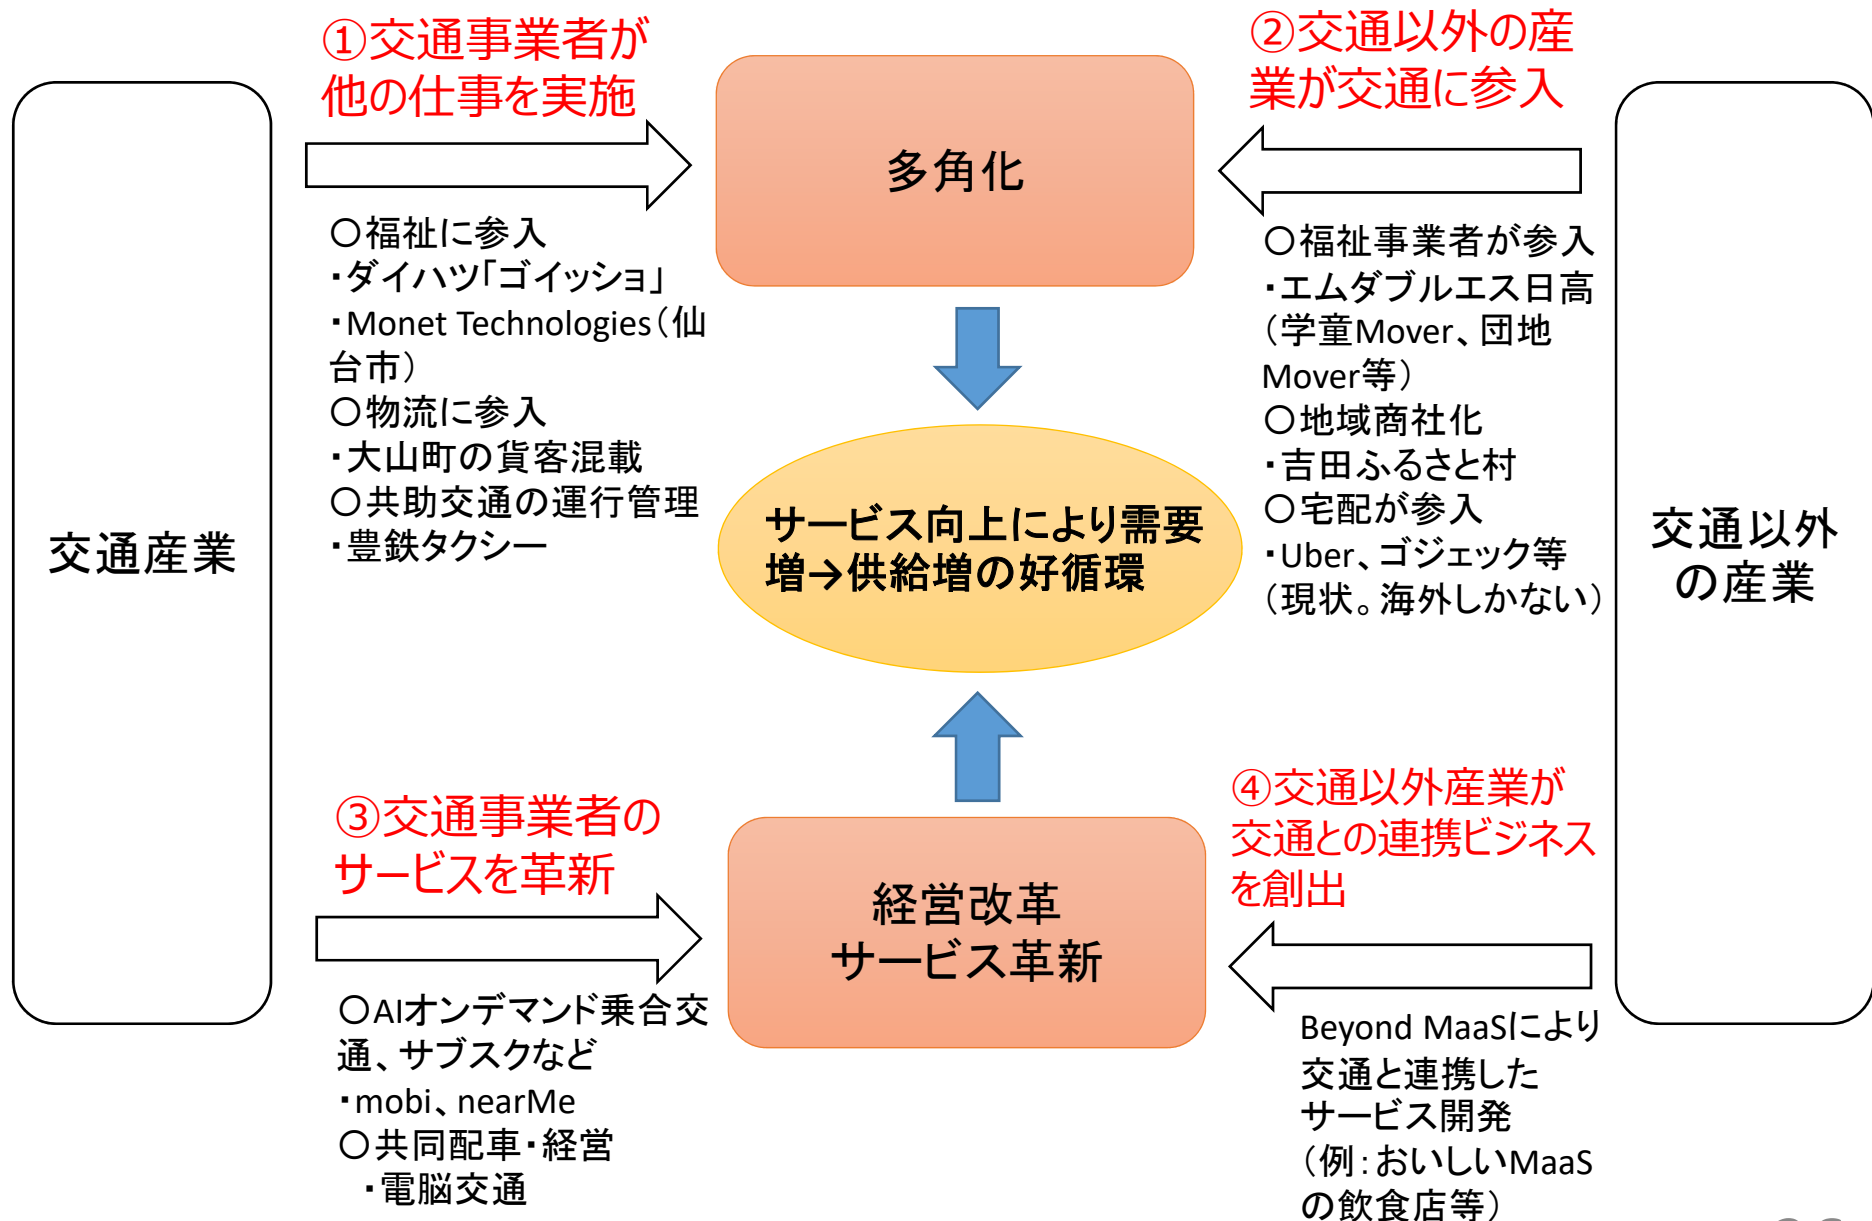 ①交通事業者が
他の仕事を実施
②交通以外の産
業が交通に参入
多角化
○福祉に参入
・ダイハツ「ゴイッショ」
・Monet Technologies（仙
台市）
○物流に参入
・大山町の貨客混載
○共助交通の運行管理
・豊鉄タクシー
○福祉事業者が参入
・エムダブルエス日高
（学童Mover、団地
Mover等）
○地域商社化
・吉田ふるさと村
○宅配が参入
・Uber、ゴジェック等
（現状。海外しかない）
交通産業
サービス向上により需要
増→供給増の好循環
交通以外
の産業
③交通事業者の
サービスを革新
④交通以外産業が
交通との連携ビジネス
を創出
経営改革
サービス革新
○AIオンデマンド乗合交
通、サブスクなど
・mobi、nearMe
○共同配車・経営
・電脳交通
Beyond MaaSにより
交通と連携した
サービス開発
（例：おいしいMaaS
の飲食店等）